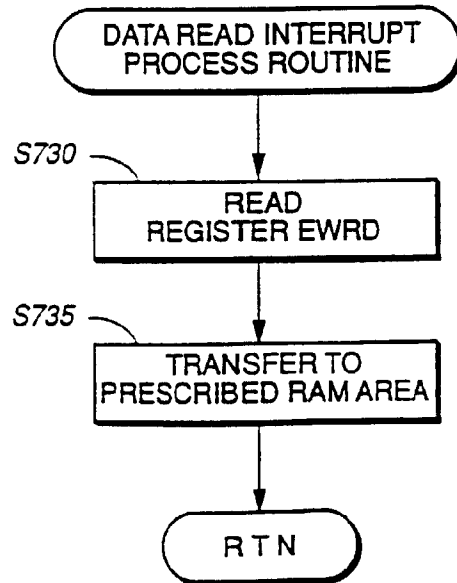 DATA READ INTERRUPT
PROCESS ROUTINE
S730
READ
REGISTER EWRD
S735
TRANSFER TO
PRESCRIBED RAM AREA
RTN